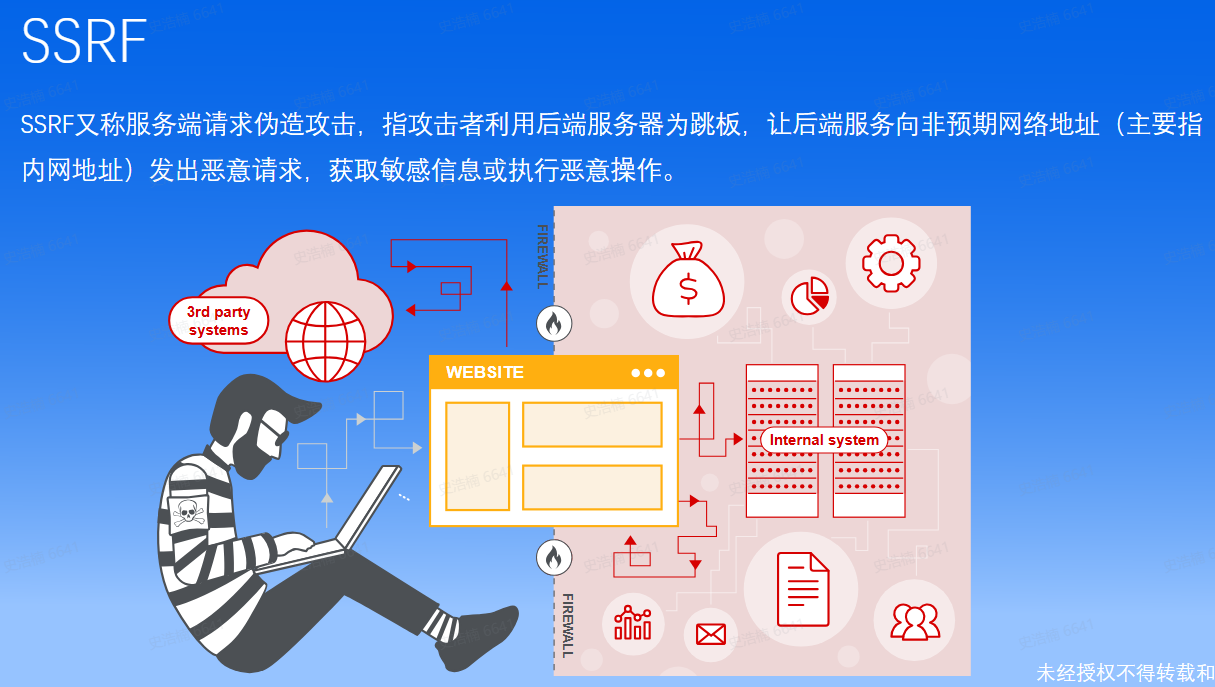 SSRF
SSRF又称服务端请求伪造攻击，指攻击者利用后端服务器为跳板，让后端服务向非预期网络地址（主要指
内网地址）发出恶意请求，获取敏感信息或执行恶意操作。
FIREWALL
3rd party
systems
WEBSITE
$
Internal system
FIREWALL
史浩楠 6641
未经授权不得转载和